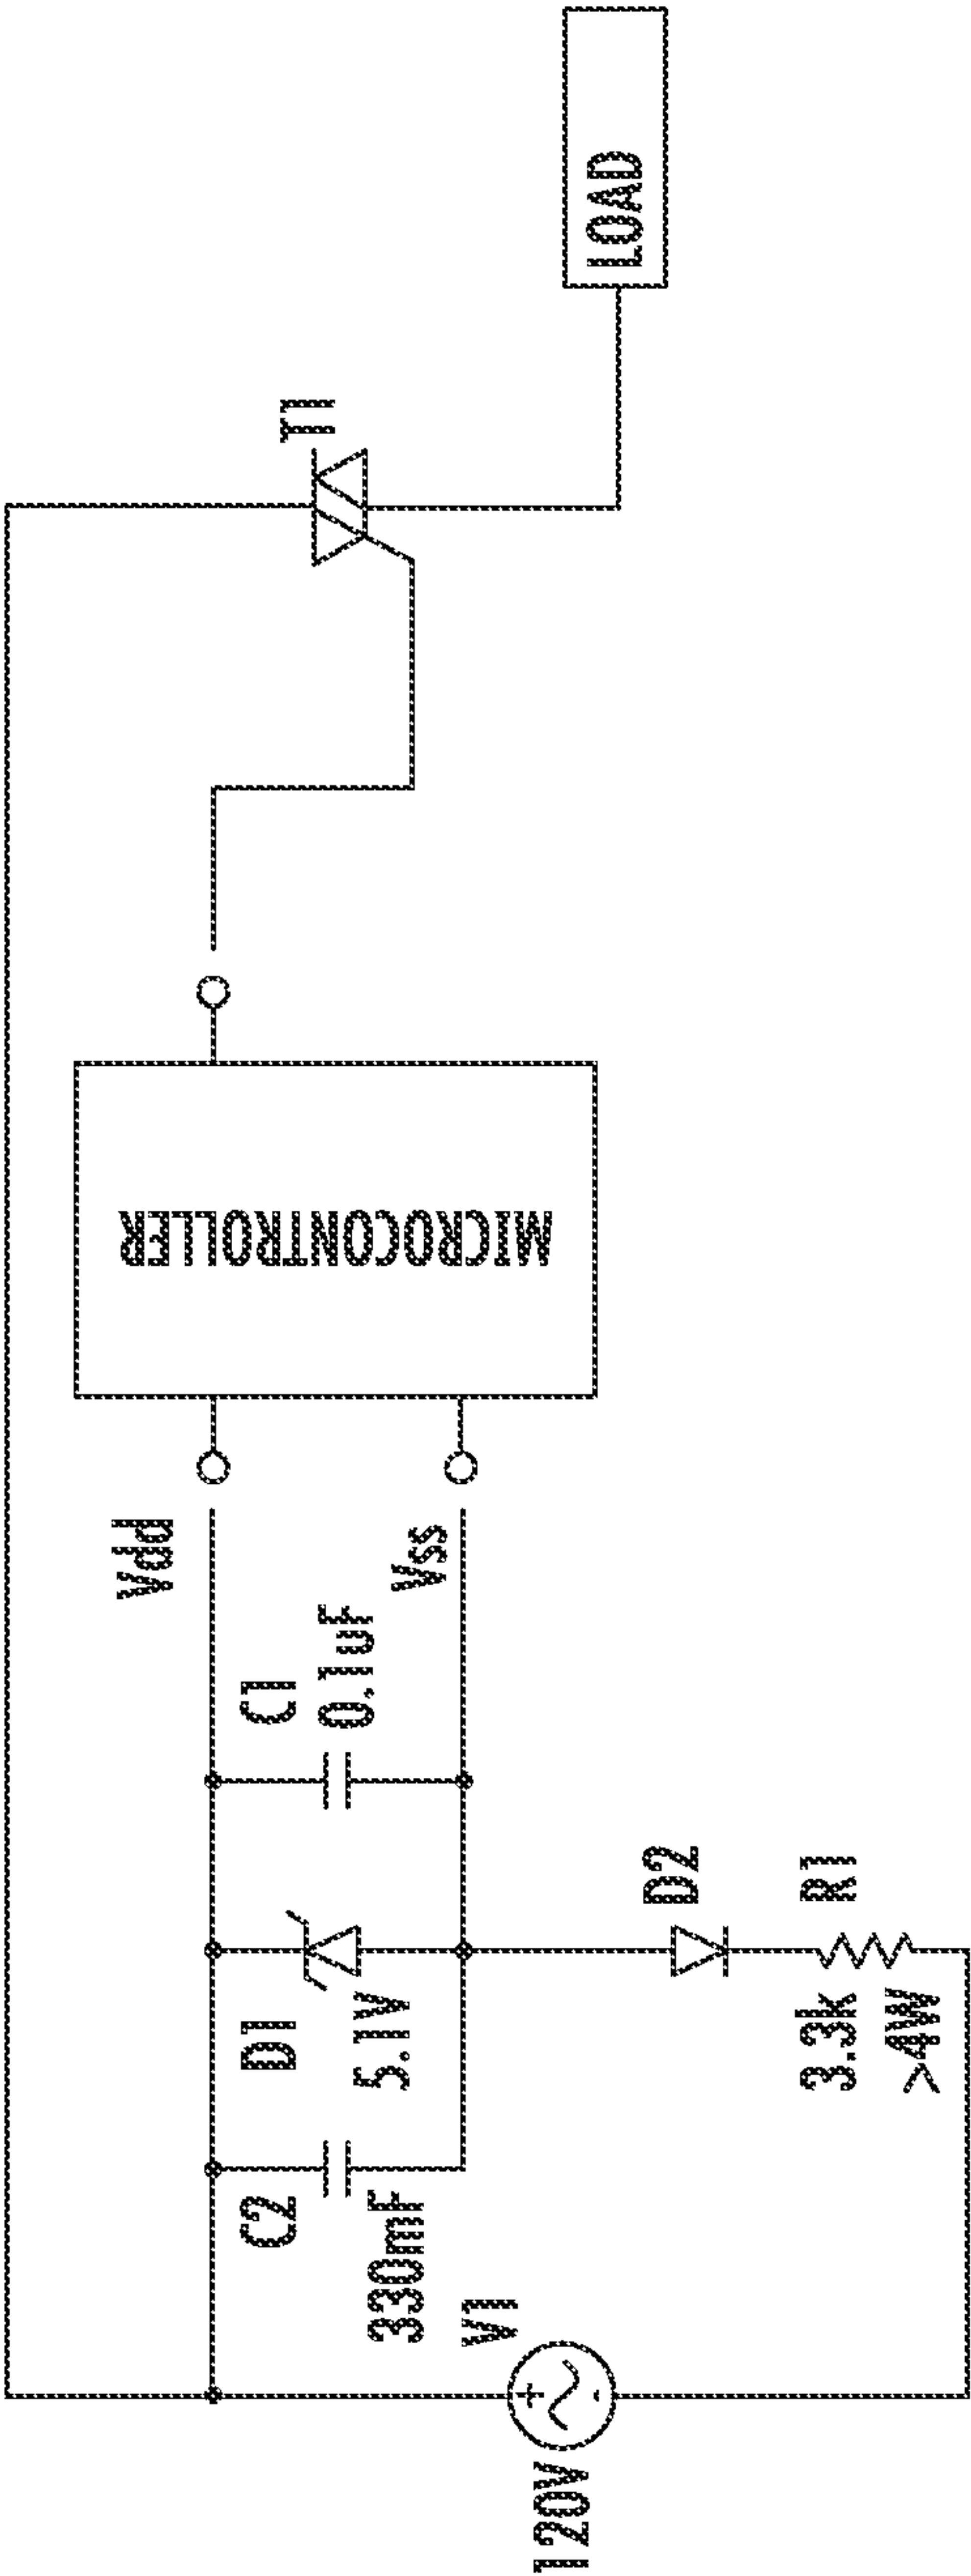 120V
+
-
V1
C2
330mF
D1
5.1V
C1
0.1uF
D2
R1
3.3k
>4W
Vdd
Vss
MICROCONTROLLER
T1
LOAD